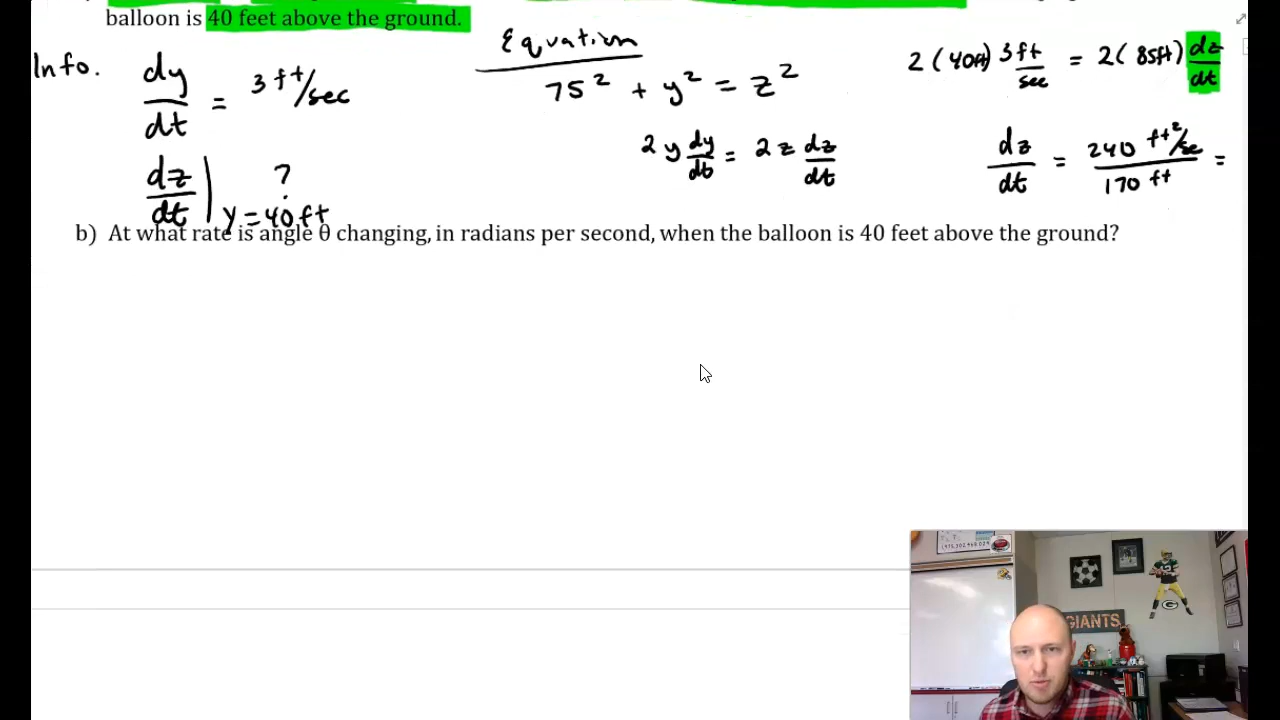 balloon is 40 feet above the ground.
Info.
dy/dt = 3 ft/sec
dz/dt | y = 40 ft ?
Equation
75² + y² = z²
2y dy/dt = 2z dz/dt
2(40ft) 3ft/sec = 2(85ft) dz/dt
dz/dt = 240 ft²/se / 170 ft =
b) At what rate is angle θ changing, in radians per second, when the balloon is 40 feet above the ground?
GIANTS
G